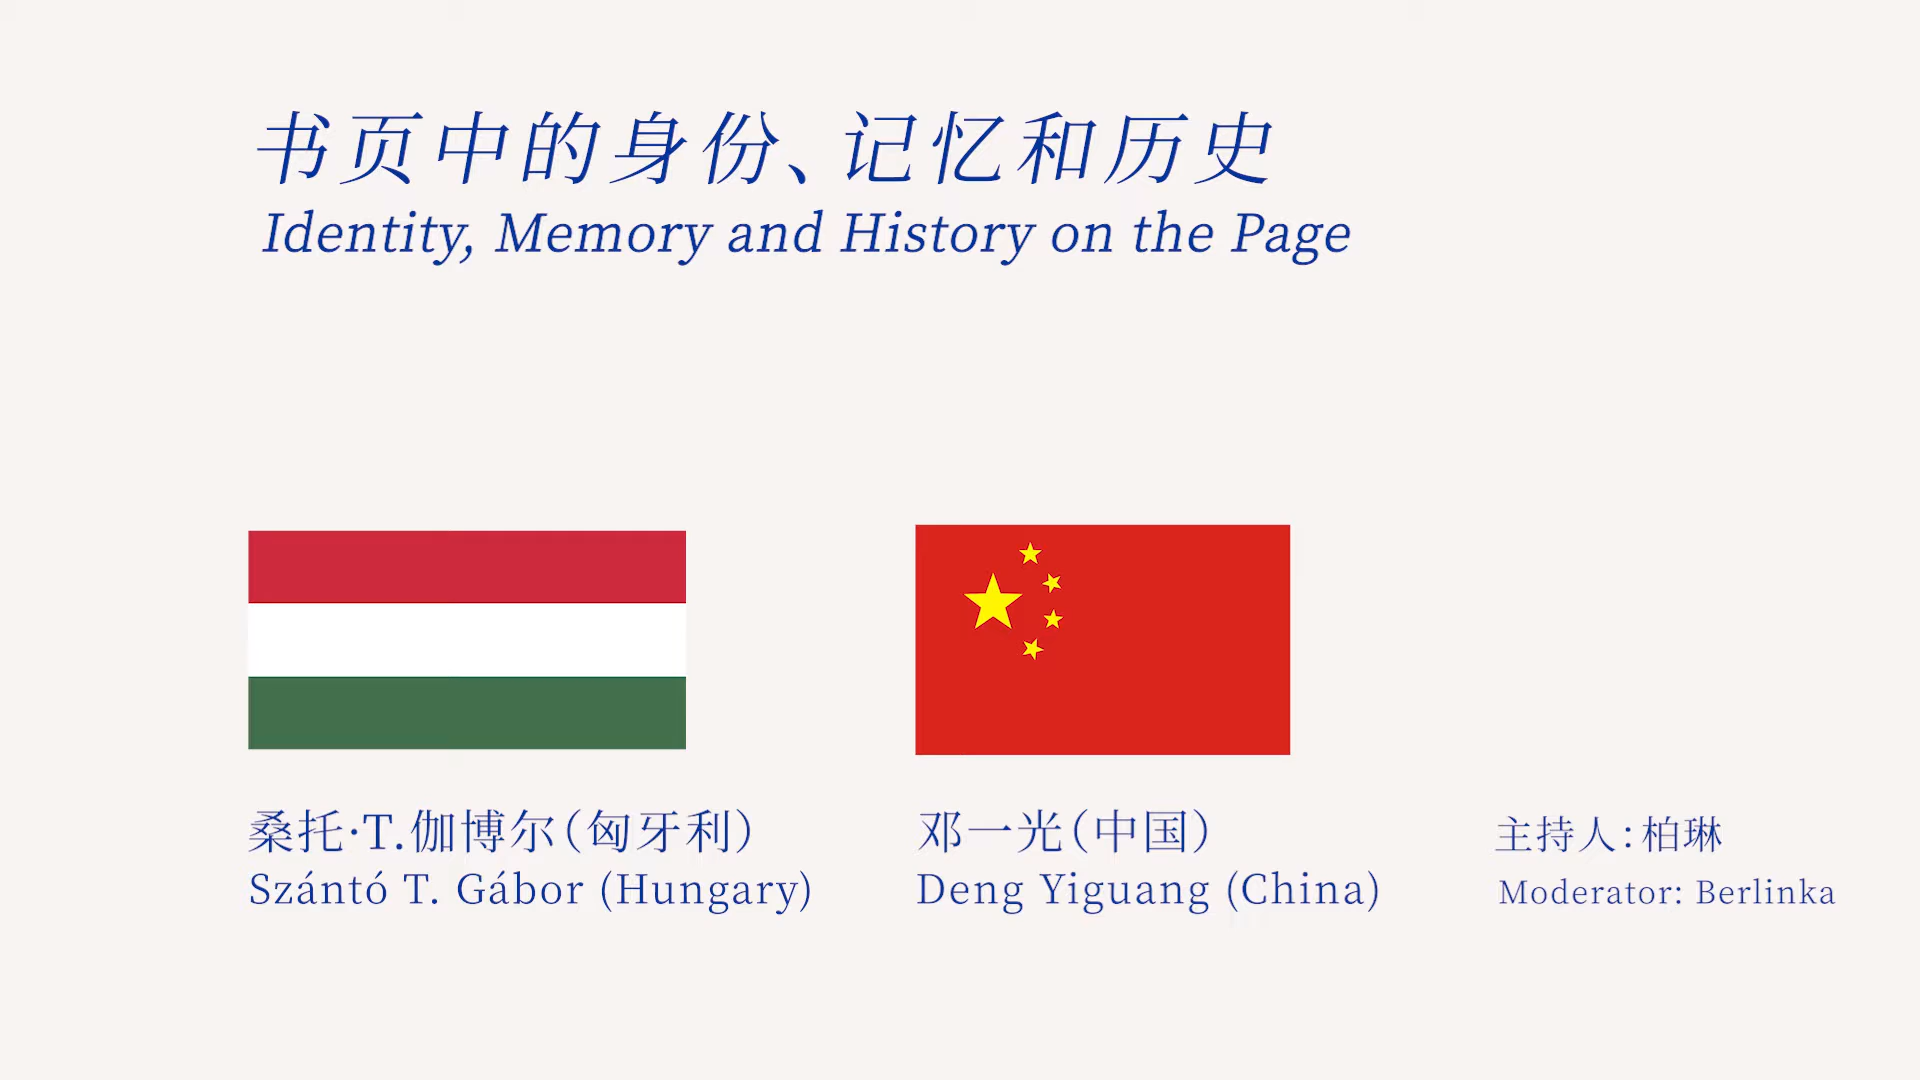 书页中的身份、记忆和历史
Identity, Memory and History on the Page
桑托·T.伽博尔（匈牙利）
Szántó T. Gábor (Hungary)
邓一光（中国）
Deng Yiguang (China)
主持人：柏琳
Moderator: Berlinka